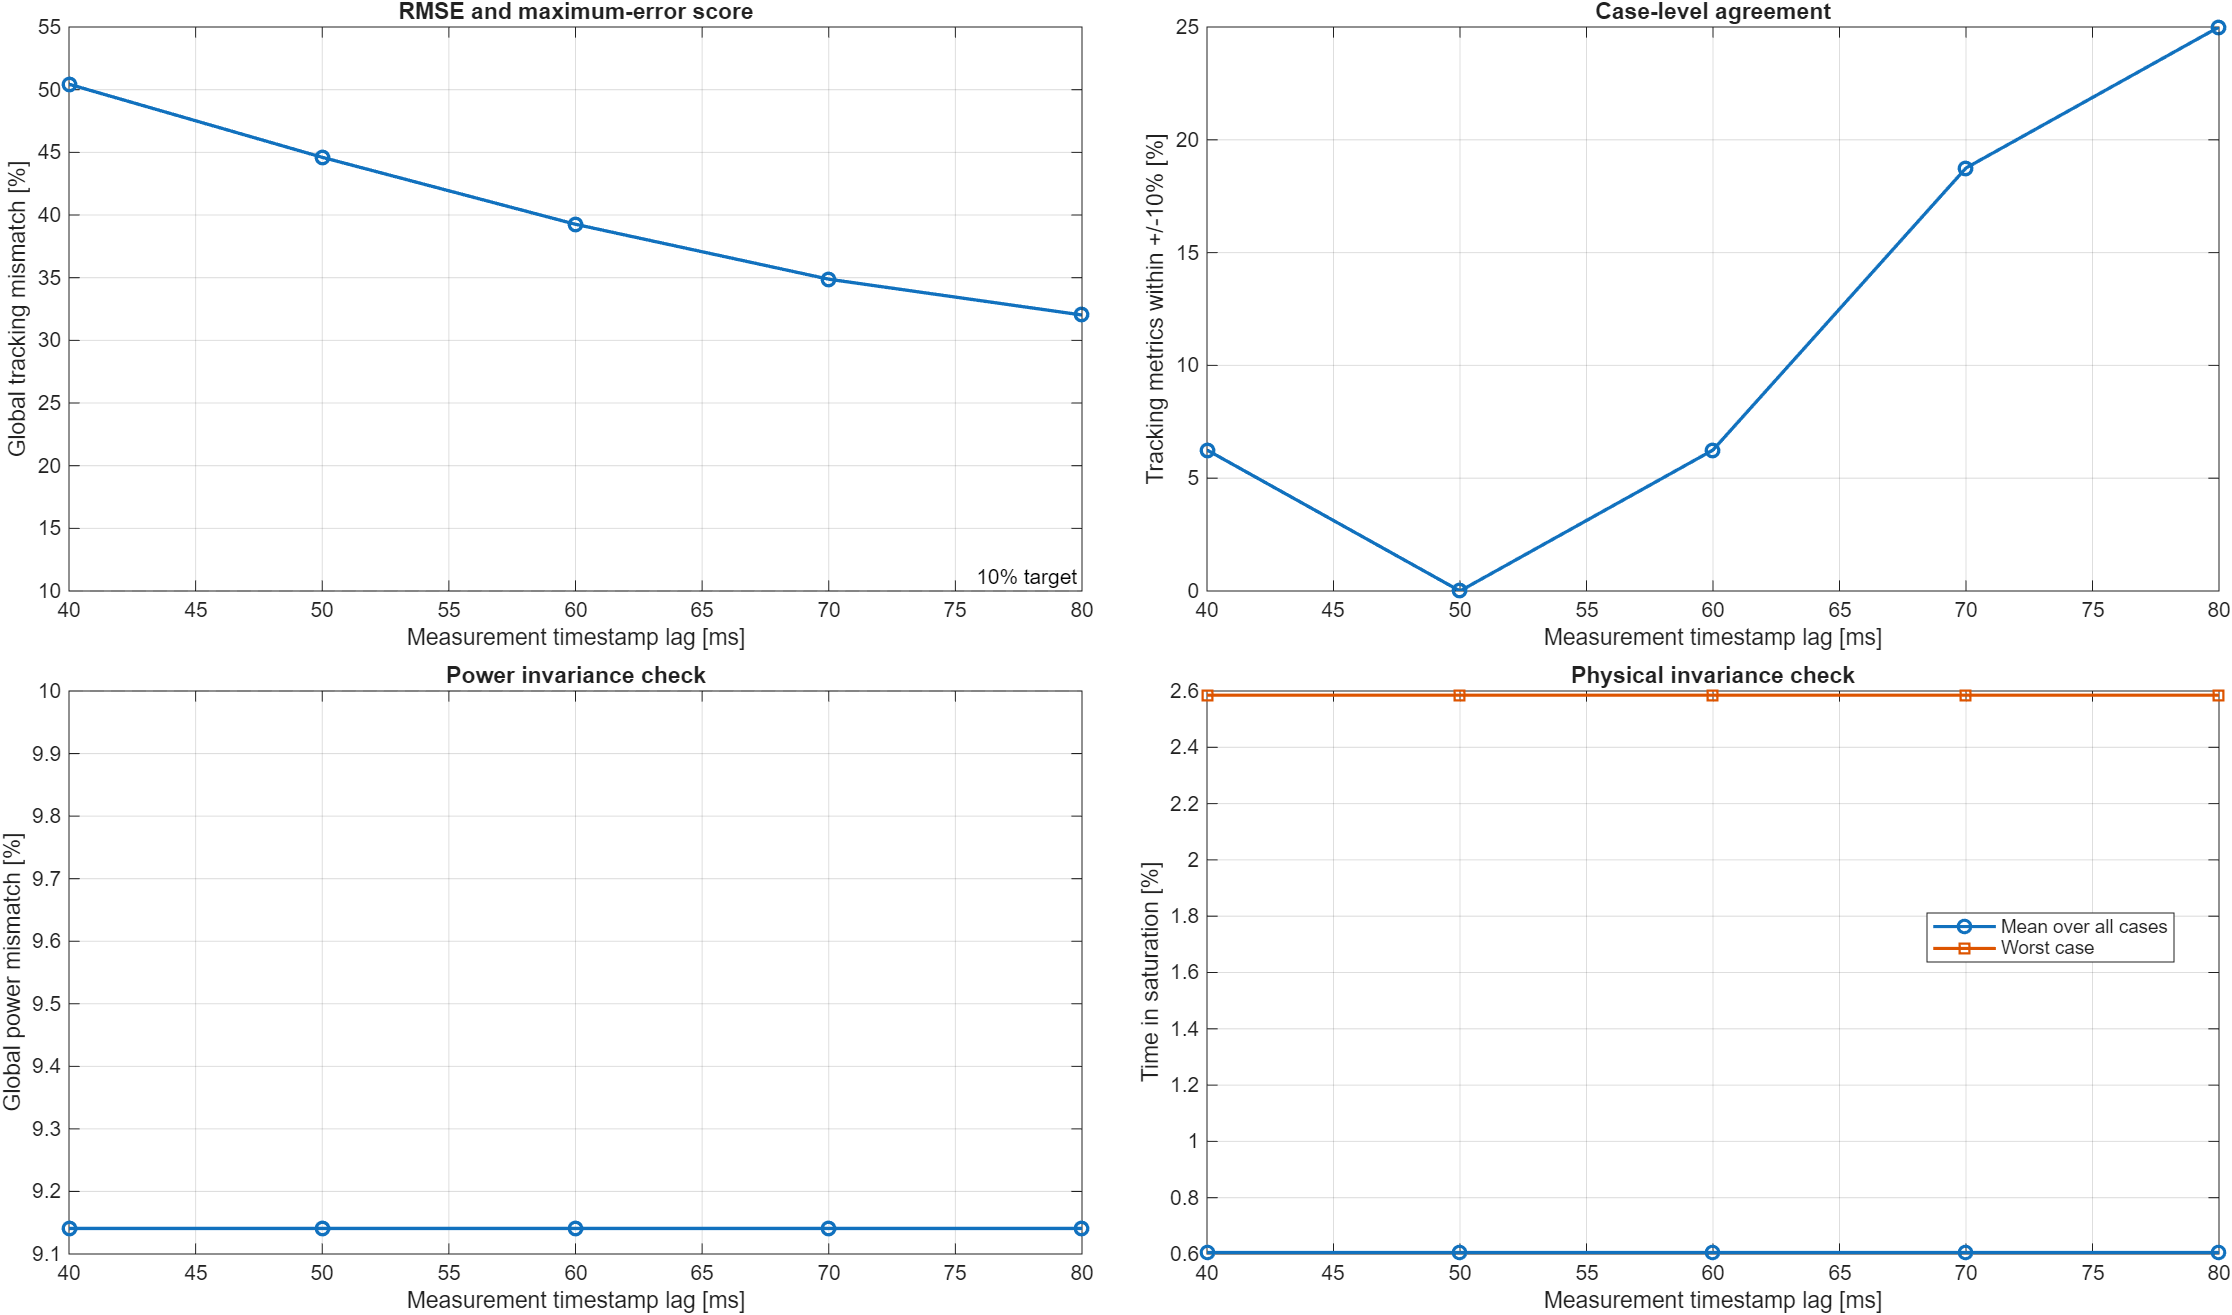 RMSE and maximum-error score
55
50
45
40
35
30
25
20
15
10
Global tracking mismatch [%]
10% target
40 45 50 55 60 65 70 75 80
Measurement timestamp lag [ms]
Case-level agreement
25
20
15
10
5
0
Tracking metrics within +/-10% [%]
40 45 50 55 60 65 70 75 80
Measurement timestamp lag [ms]
Power invariance check
10
9.9
9.8
9.7
9.6
9.5
9.4
9.3
9.2
9.1
Global power mismatch [%]
40 45 50 55 60 65 70 75 80
Measurement timestamp lag [ms]
Physical invariance check
2.6
2.4
2.2
2
1.8
1.6
1.4
1.2
1
0.8
0.6
Time in saturation [%]
Mean over all cases
Worst case
40 45 50 55 60 65 70 75 80
Measurement timestamp lag [ms]